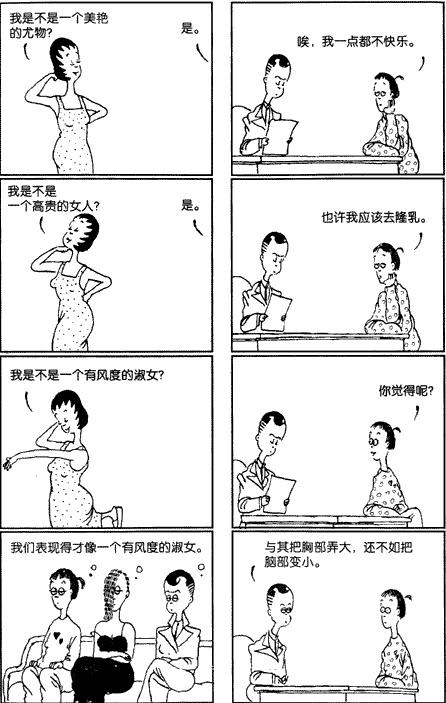 我是不是一个美艳
的尤物?
是。
我是不是
一个高贵的女人?
是。
我是不是一个有风度的淑女?
我们表现得才像一个有风度的淑女。
唉，我一点都不快乐。
也许我应该去隆乳。
你觉得呢?
与其把胸部弄大，还不如把
脑部变小。